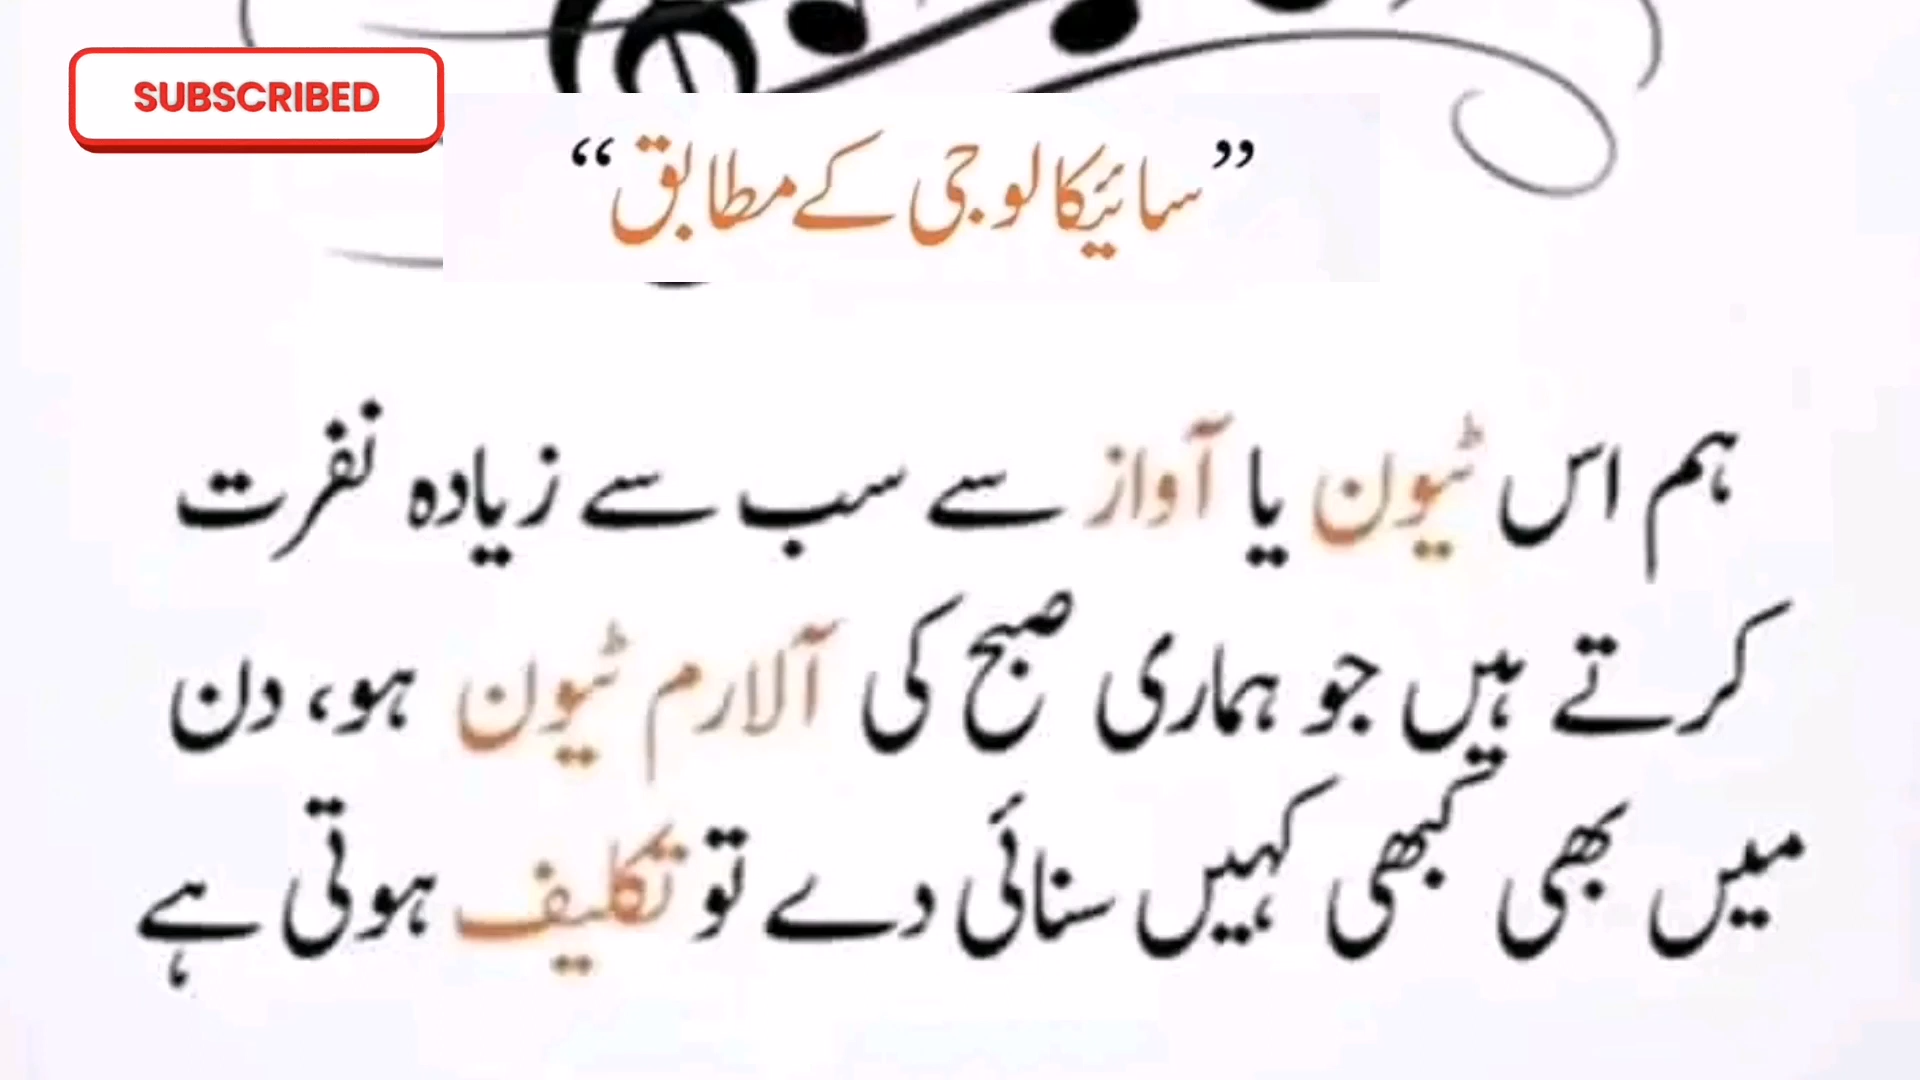 SUBSCRIBED
”سائیکالوجی کے مطابق“
ہم اس ٹیون یا آواز سے سب سے زیادہ نفرت
کرتے ہیں جو ہماری صبح کی آلارم ٹیون ہو، دن
میں بھی کبھی کہیں سنائی دے تو تکلیف ہوتی ہے